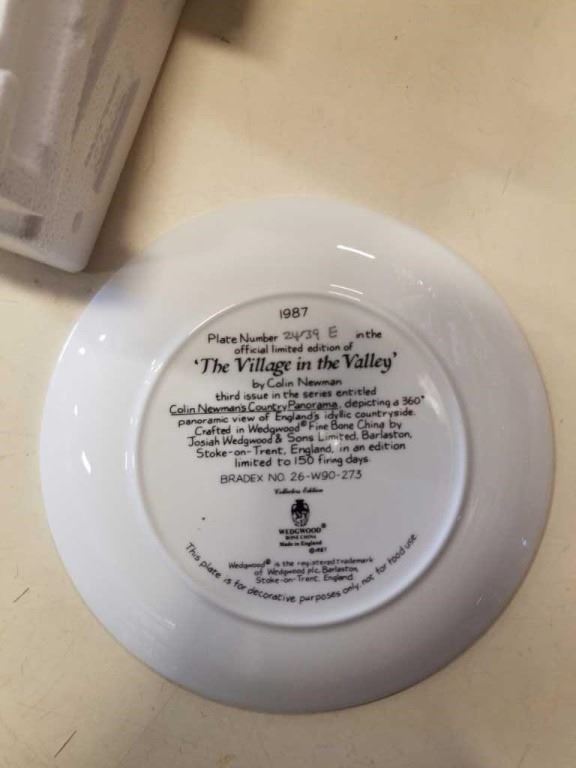 1987
Plate Number 2439 E in the
official limited edition of
'The Village in the Valley'
by Colin Newman
third issue in the series entitled
Colin Newman's Country Panorama, depicting a 360°
panoramic view of England's idyllic countryside.
Crafted in Wedgwood® Fine Bone China by
Josiah Wedgwood & Sons Limited, Barlaston,
Stoke-on-Trent, England, in an edition
limited to 150 firing days.
BRADEX NO. 26-W90-273
Collectors Edition
WEDGWOOD®
BONE CHINA
Made in England
©1987
Wedgwood® is the registered trademark
of Wedgwood plc, Barlaston,
Stoke-on-Trent, England.
This plate is for decorative purposes only, not for food use